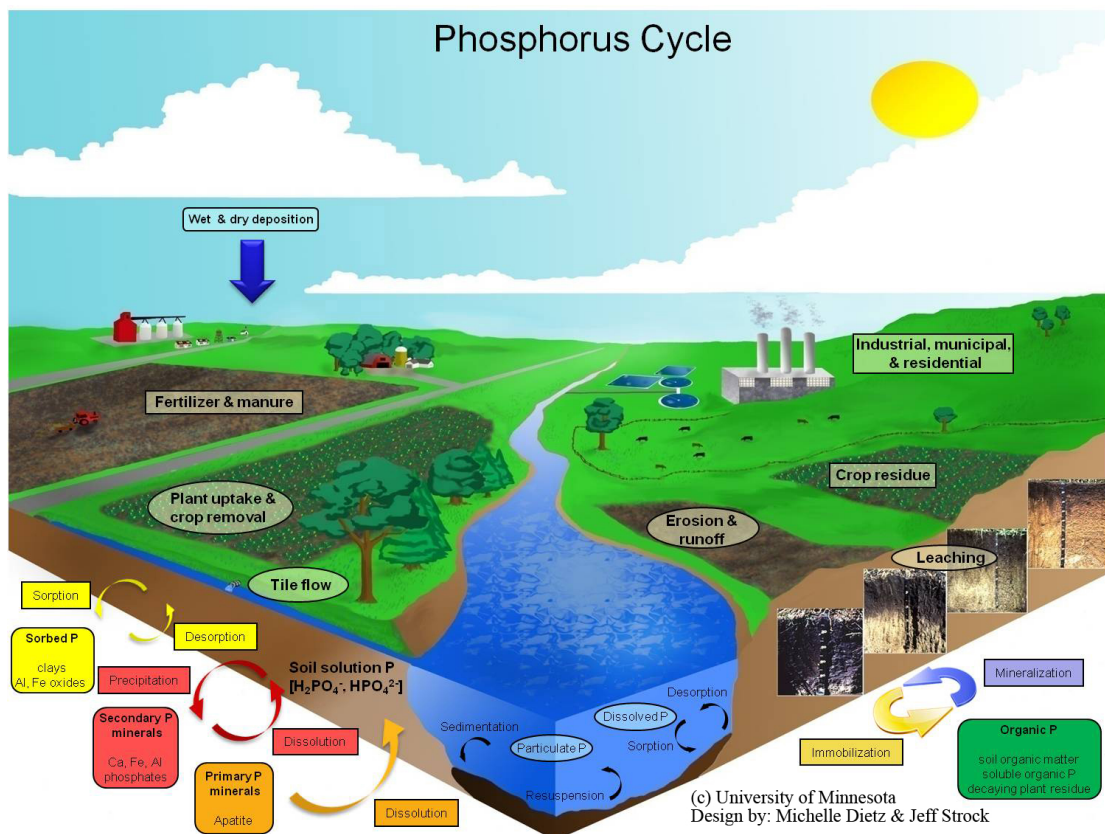 Phosphorus Cycle
Wet & dry deposition
Industrial, municipal,
& residential
Fertilizer & manure
Crop residue
Plant uptake &
crop removal
Erosion &
runoff
Leaching
Tile flow
Sorption
Desorption
Sorbed P
clays
Al, Fe oxides
Precipitation
Soil solution P
[H₂PO₄⁻, HPO₄²⁻]
Dissolution
Secondary P
minerals
Ca, Fe, Al
phosphates
Primary P
minerals
Apatite
Dissolution
Sedimentation
Particulate P
Resuspension
Desorption
Dissolved P
Sorption
Mineralization
Immobilization
Organic P
soil organic matter
soluble organic P
decaying plant residue
(c) University of Minnesota
Design by: Michelle Dietz & Jeff Strock